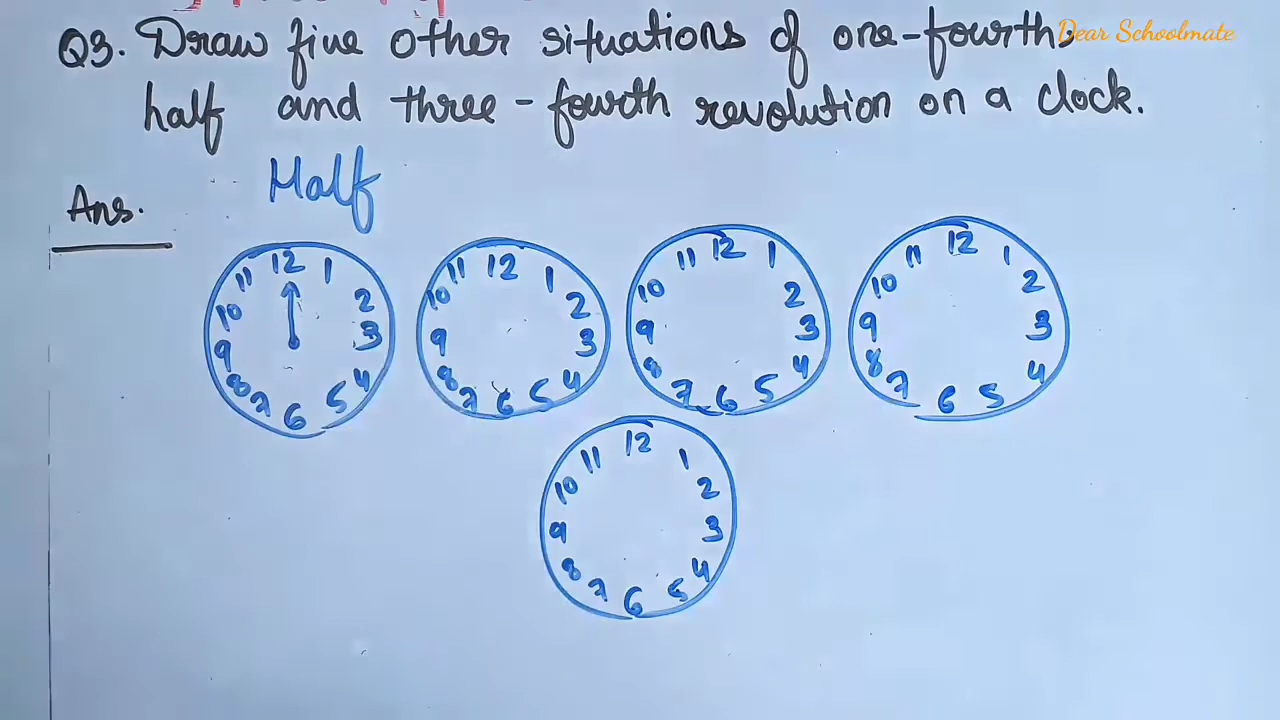 Q3. Draw five other situations of one-fourths
Dear Schoolmate
half and three-fourth revolution on a clock.
Half
Ans.
12 1 2 3 4 5 6 7 8 9 10 11
12 1 2 3 4 5 6 7 8 9 10 11
12 1 2 3 4 5 6 7 8 9 10 11
12 1 2 3 4 5 6 7 8 9 10 11
12 1 2 3 4 5 6 7 8 9 10 11